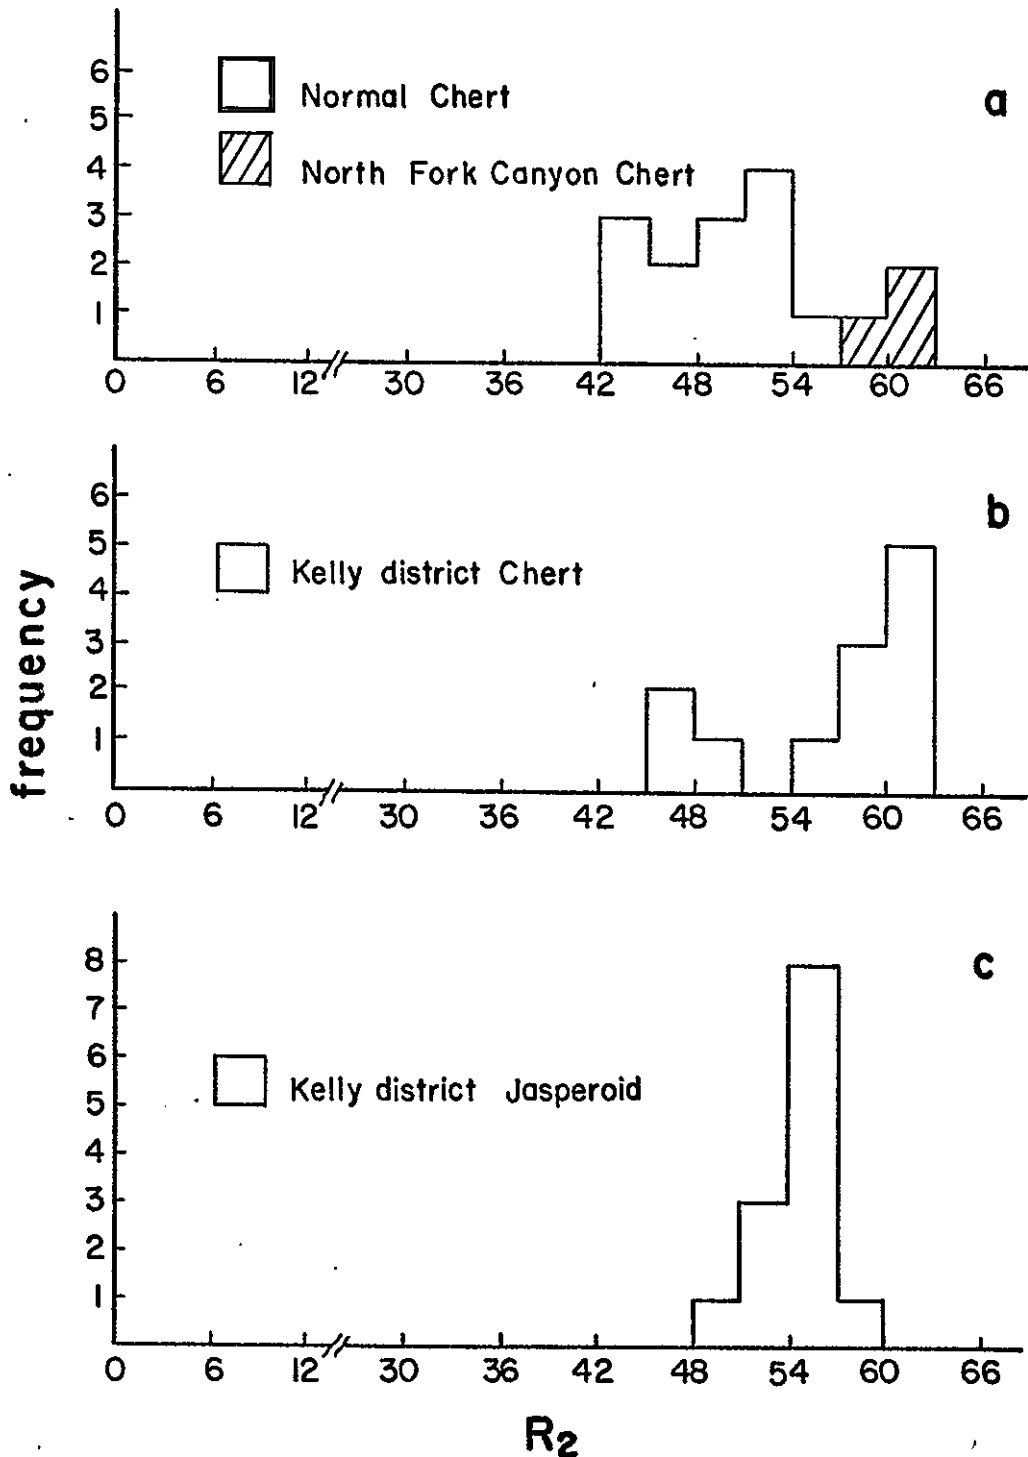 a
6
5
4
3
2
1
Normal Chert
North Fork Canyon Chert
0 6 12 30 36 42 48 54 60 66
b
6
5
4
3
2
1
Kelly district Chert
0 6 12 30 36 42 48 54 60 66
frequency
c
8
7
6
5
4
3
2
1
Kelly district Jasperoid
0 6 12 30 36 42 48 54 60 66
R2